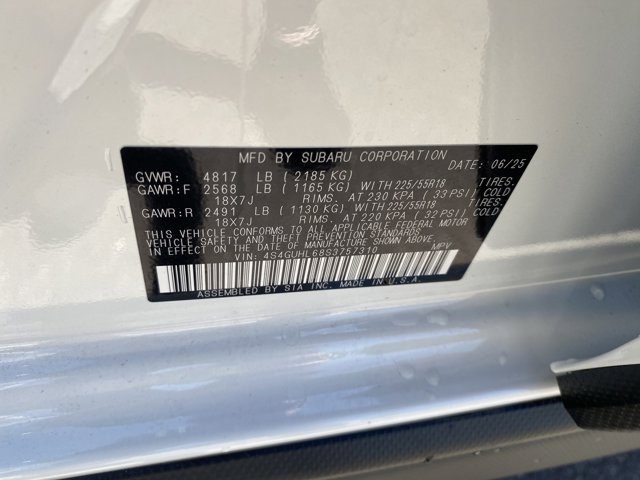 MFD BY SUBARU CORPORATION DATE: 06/25
GVWR: 4817 LB (2185 KG)
GAWR:F 2568 LB (1165 KG) WITH 225/55R18 TIRES.
18X7J RIMS. AT 230 KPA (33 PSI) COLD
GAWR:R 2491 LB (1130 KG) WITH 225/55R18 TIRES.
18X7J RIMS. AT 220 KPA (32 PSI) COLD
THIS VEHICLE CONFORMS TO ALL APPLICABLE FEDERAL MOTOR
VEHICLE SAFETY, BUMPER, AND THEFT PREVENTION STANDARDS
IN EFFECT ON THE DATE OF MANUFACTURE SHOWN ABOVE.
VIN: 4S4GUHL68S3757310 MPV
ASSEMBLED BY SIA INC. MADE IN U.S.A.